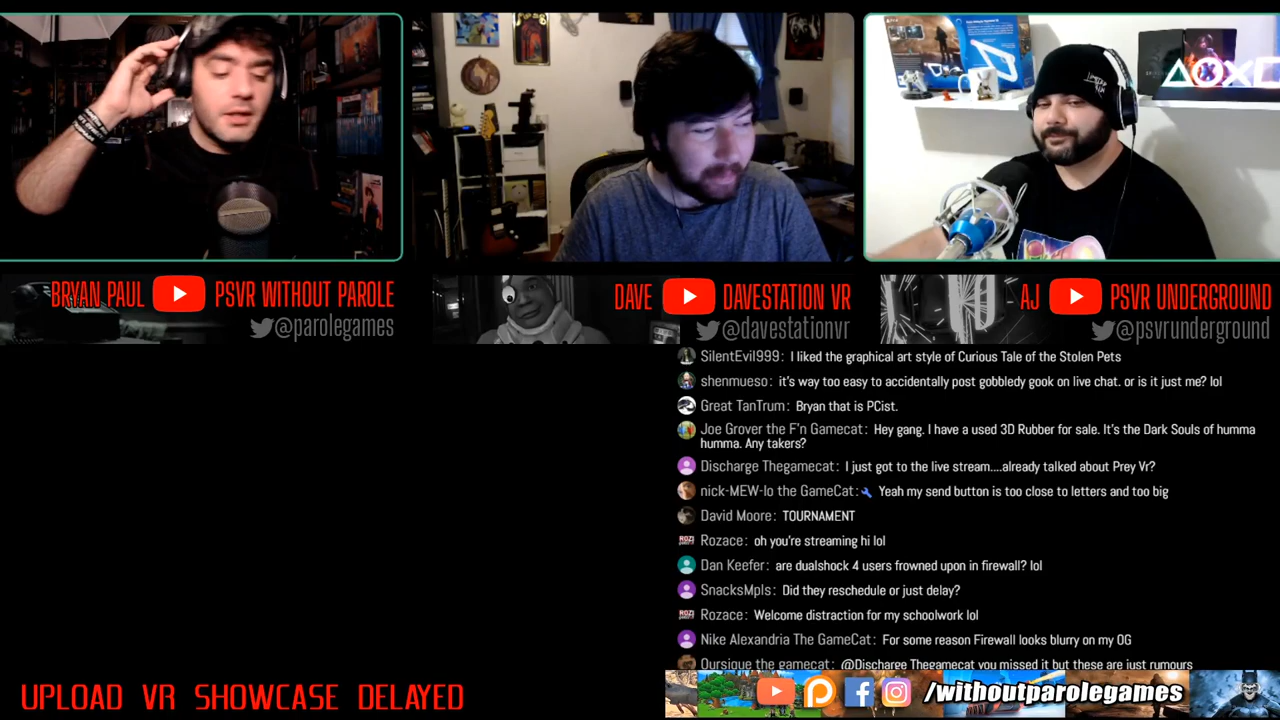 BRYAN PAUL PSVR WITHOUT PAROLE
@parolegames
DAVE DAVESTATION VR
@davestationvr
AJ PSVR UNDERGROUND
@psvrunderground
SilentEvil999: I liked the graphical art style of Curious Tale of the Stolen Pets
shenmueso: it's way too easy to accidentally post gobbledy gook on live chat. or is it just me? lol
Great TanTrum: Bryan that is PCist.
Joe Grover the F'n Gamecat: Hey gang. I have a used 3D Rubber for sale. It's the Dark Souls of humma
humma. Any takers?
Discharge Thegamecat: I just got to the live stream....already talked about Prey Vr?
nick-MEW-lo the GameCat: Yeah my send button is too close to letters and too big
David Moore: TOURNAMENT
Rozace: oh you're streaming hi lol
Dan Keefer: are dualshock 4 users frowned upon in firewall? lol
SnacksMpls: Did they reschedule or just delay?
Rozace: Welcome distraction for my schoolwork lol
Nike Alexandria The GameCat: For some reason Firewall looks blurry on my OG
Oursique the gamecat: @Discharge Thegamecat you missed it but these are just rumours
UPLOAD VR SHOWCASE DELAYED
/withoutparolegames